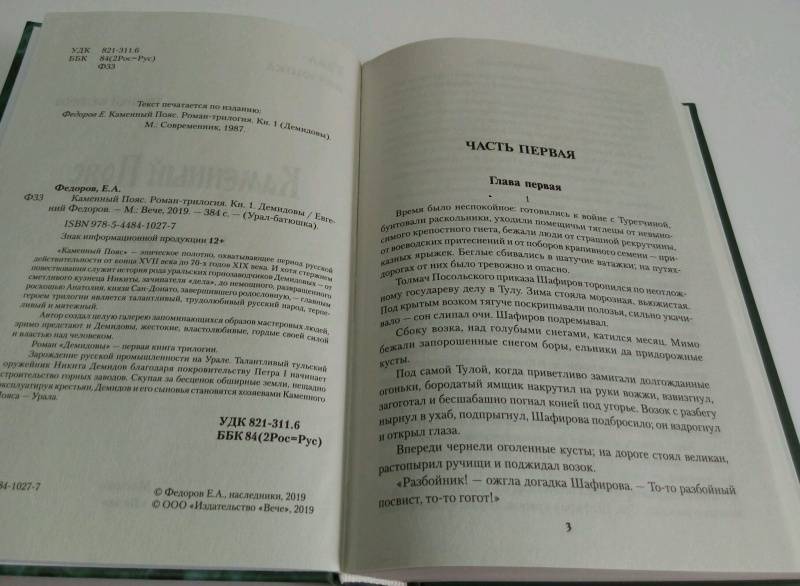 УДК 821-311.6
ББК 84(2Рос=Рус)
Ф33
Текст печатается по изданию:
Федоров Е. Каменный Пояс. Роман-трилогия. Кн. 1 (Демидовы).
М.: Современник, 1987.
Федоров, Е.А.
Ф33 Каменный Пояс. Роман-трилогия. Кн. 1. Демидовы / Евге-
ний Федоров. — М.: Вече, 2019. — 384 с. — (Урал-батюшка).
ISBN 978-5-4484-1027-7
Знак информационной продукции 12+
«Каменный Пояс» — эпическое полотно, охватывающее период русской
действительности от конца XVII века до 70-х годов XIX века. И хотя стержнем
повествования служит история рода уральских горнозаводчиков Демидовых — от
сметливого кузнеца Никиты, зачинателя «дела», до немощного, развращенного
роскошью Анатолия, князя Сан-Донато, завершившего родословную, — главным
героем трилогии является талантливый, трудолюбивый русский народ, терпе-
ливый и мятежный.
Автор создал целую галерею запоминающихся образов мастеровых людей,
зримо предстают и Демидовы, жестокие, властолюбивые, гордые своей силой
и властью над человеком.
Роман «Демидовы» — первая книга трилогии.
Зарождение русской промышленности на Урале. Талантливый тульский
оружейник Никита Демидов благодаря покровительству Петра I начинает
строительство горных заводов. Скупая за бесценок обширные земли, нещадно
эксплуатируя крестьян, Демидов и его сыновья становятся хозяевами Каменного
Пояса — Урала.
УДК 821-311.6
ББК 84(2Рос=Рус)
84-1027-7
© Федоров Е.А., наследники, 2019
© ООО «Издательство «Вече», 2019
ЧАСТЬ ПЕРВАЯ
Глава первая
1
Время было неспокойное: готовились к войне с Туретчиной,
бунтовали раскольники, уходили помещичьи тяглецы от невыно-
симого крепостного гнета, бежали люди от страшной рекрутчины,
от воеводских притеснений и от поборов крапивного семени — при-
казных ярыжек. Беглые сбивались в шатучие ватажки; на путях-
дорогах от них было тревожно и опасно.
Толмач Посольского приказа Шафиров торопился по неотлож-
ному государеву делу в Тулу. Зима стояла морозная, вьюжистая.
Под крытым возком тягуче поскрипывали полозья, сильно укачи-
вало — сон слипал очи. Шафиров подремывал.
Сбоку возка, над голубыми снегами, катился месяц. Мимо
бежали запорошенные снегом боры, ельники да придорожные
кусты.
Под самой Тулой, когда приветливо замигали долгожданные
огоньки, бородатый ямщик накрутил на руки вожжи, взвизгнул,
загоготал и бесшабашно погнал коней под угорье. Возок с разбегу
нырнул в ухаб, подпрыгнул, Шафирова подбросило; он вздрогнул
и открыл глаза.
Впереди чернели оголенные кусты; на дороге стоял великан,
растопырил ручищи и поджидал возок.
«Разбойник! — ожгла догадка Шафирова. — То-то разбойный
посвист, то-то гогот!»
3